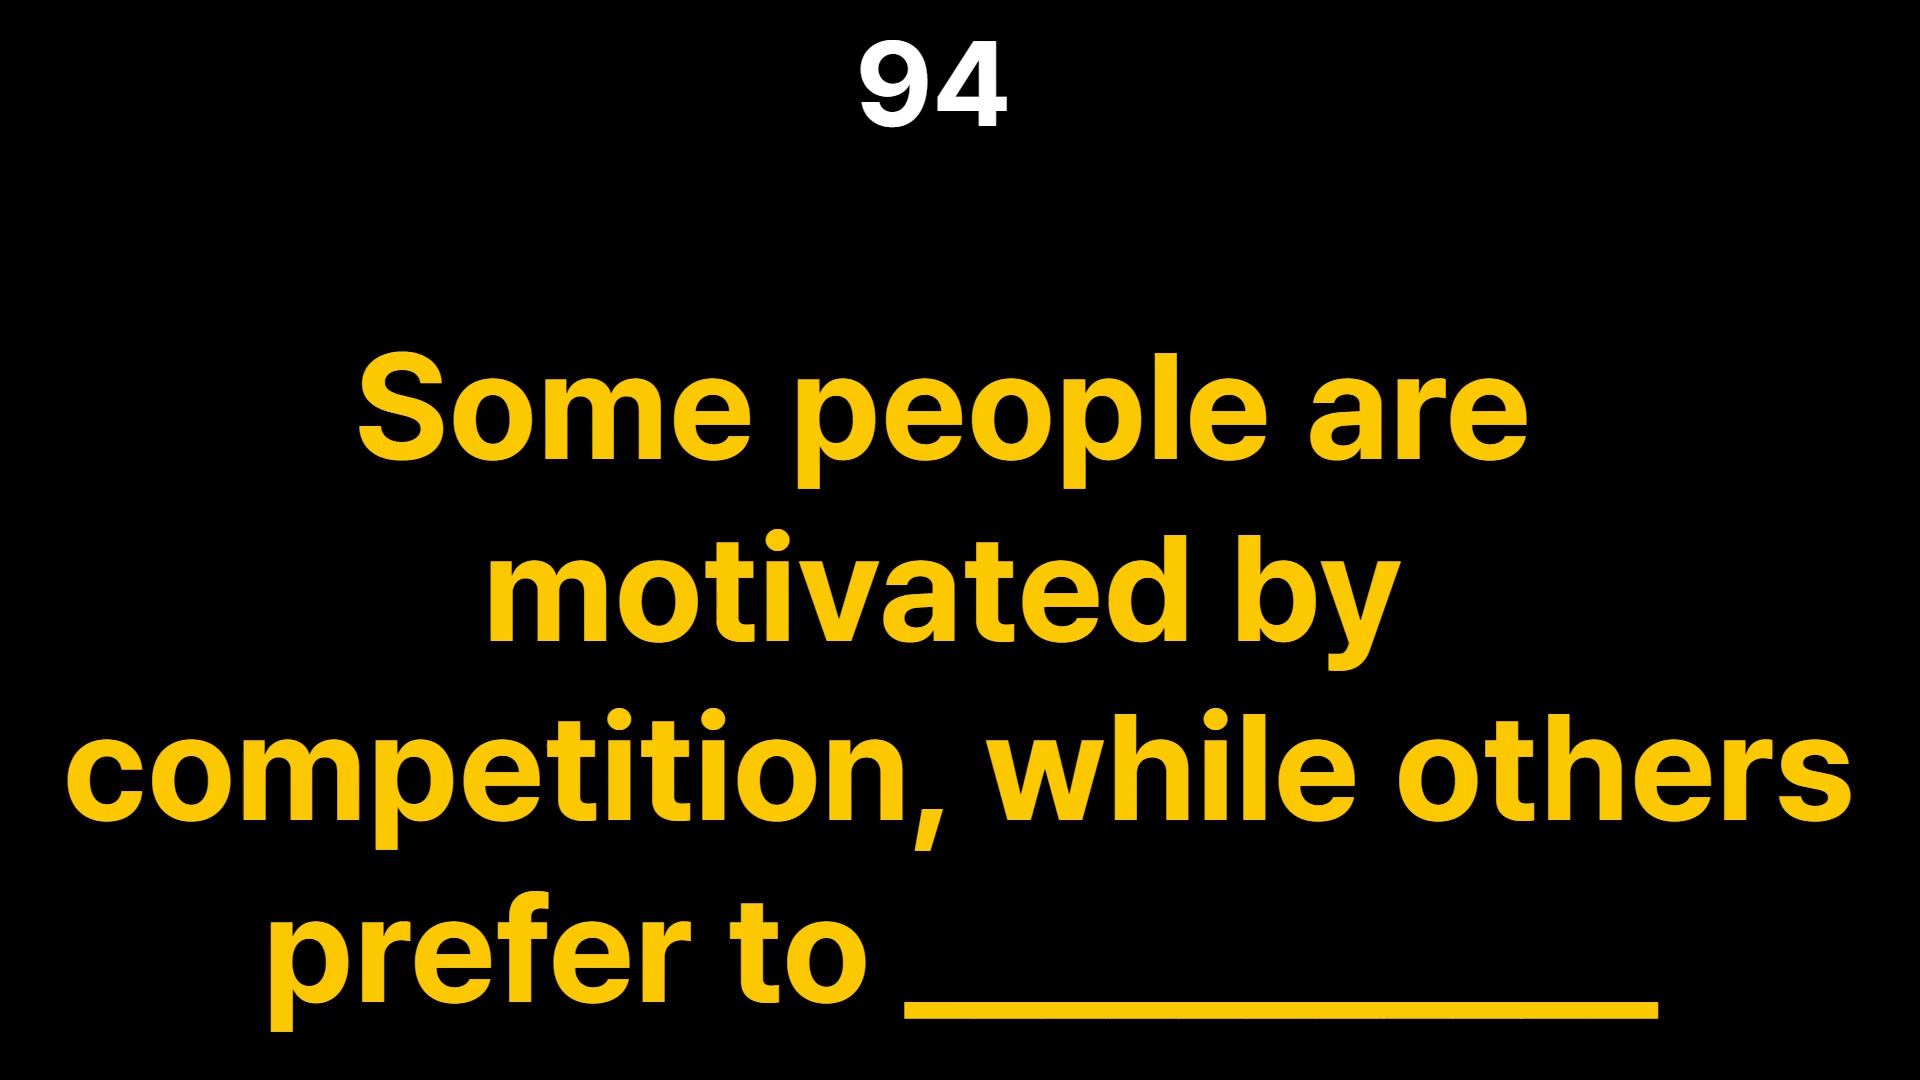 94
Some people are
motivated by
competition, while others
prefer to ___________